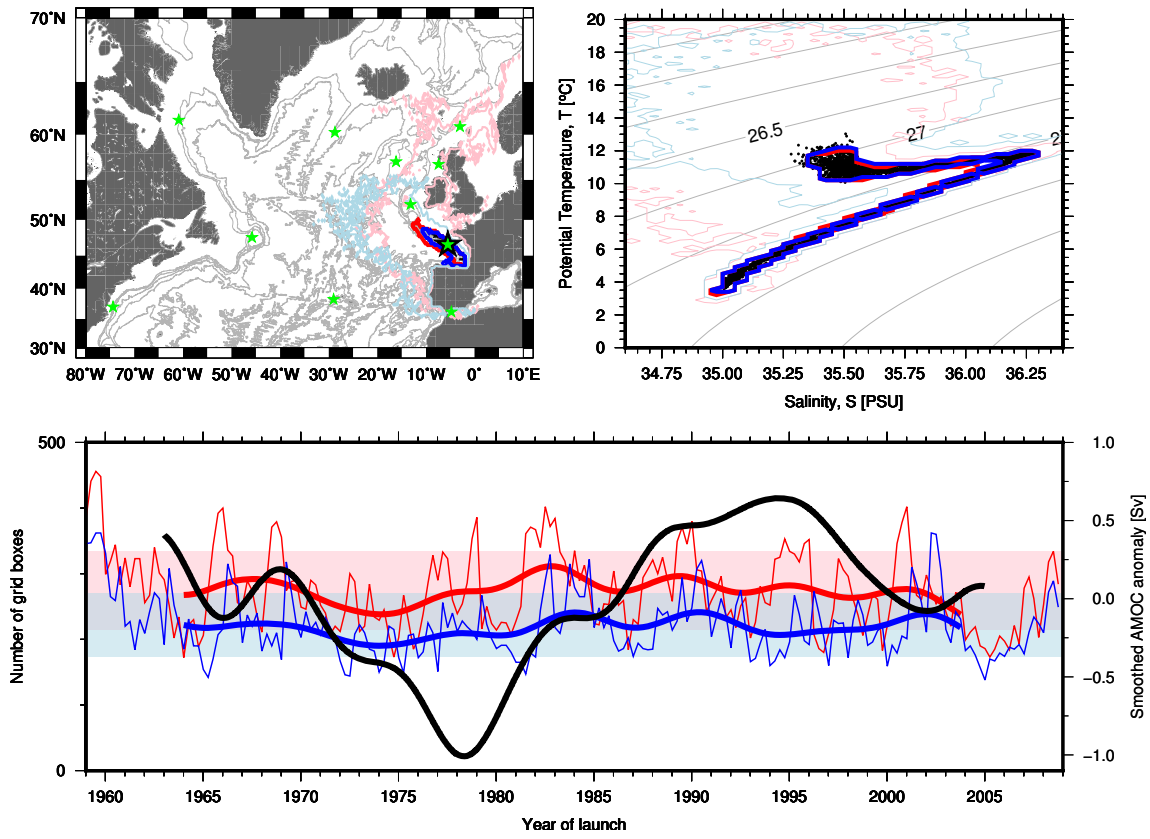 70°N
60°N
50°N
40°N
30°N
80°W 70°W 60°W 50°W 40°W 30°W 20°W 10°W 0° 10°E
20
18
16
14
12
10
8
6
4
2
0
Potential Temperature, T [°C]
26.5
27
34.75 35.00 35.25 35.50 35.75 36.00 36.25
Salinity, S [PSU]
500
0
Number of grid boxes
1.0
0.5
0.0
−0.5
−1.0
Smoothed AMOC anomaly [Sv]
1960 1965 1970 1975 1980 1985 1990 1995 2000 2005
Year of launch